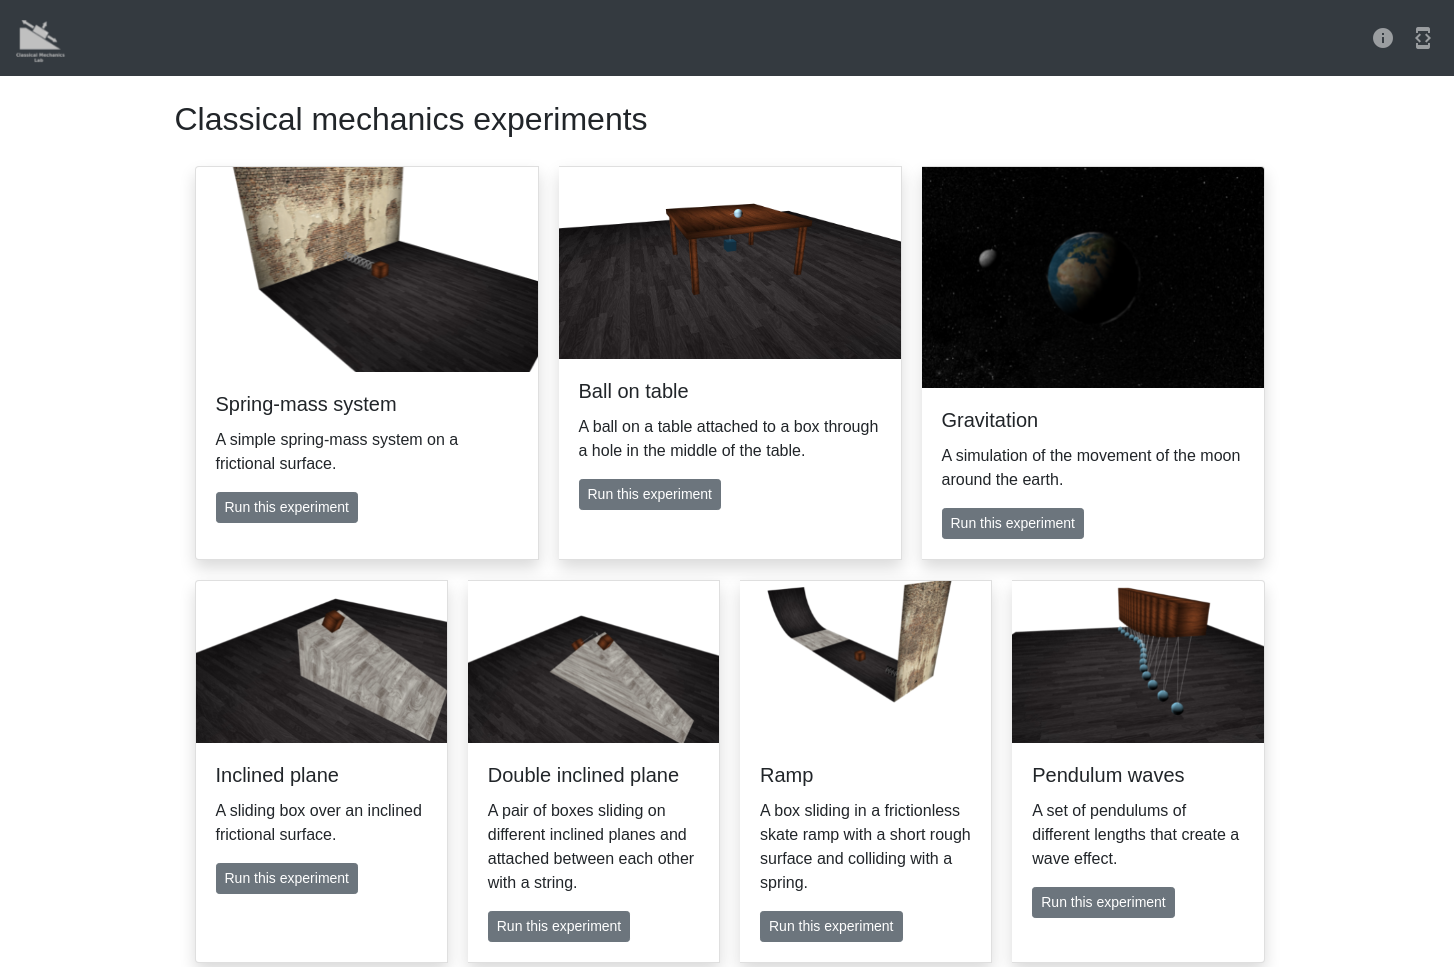 Classical Mechanics
Lab
Classical mechanics experiments
Spring-mass system
A simple spring-mass system on a
frictional surface.
Run this experiment
Ball on table
A ball on a table attached to a box through
a hole in the middle of the table.
Run this experiment
Gravitation
A simulation of the movement of the moon
around the earth.
Run this experiment
Inclined plane
A sliding box over an inclined
frictional surface.
Run this experiment
Double inclined plane
A pair of boxes sliding on
different inclined planes and
attached between each other
with a string.
Run this experiment
Ramp
A box sliding in a frictionless
skate ramp with a short rough
surface and colliding with a
spring.
Run this experiment
Pendulum waves
A set of pendulums of
different lengths that create a
wave effect.
Run this experiment